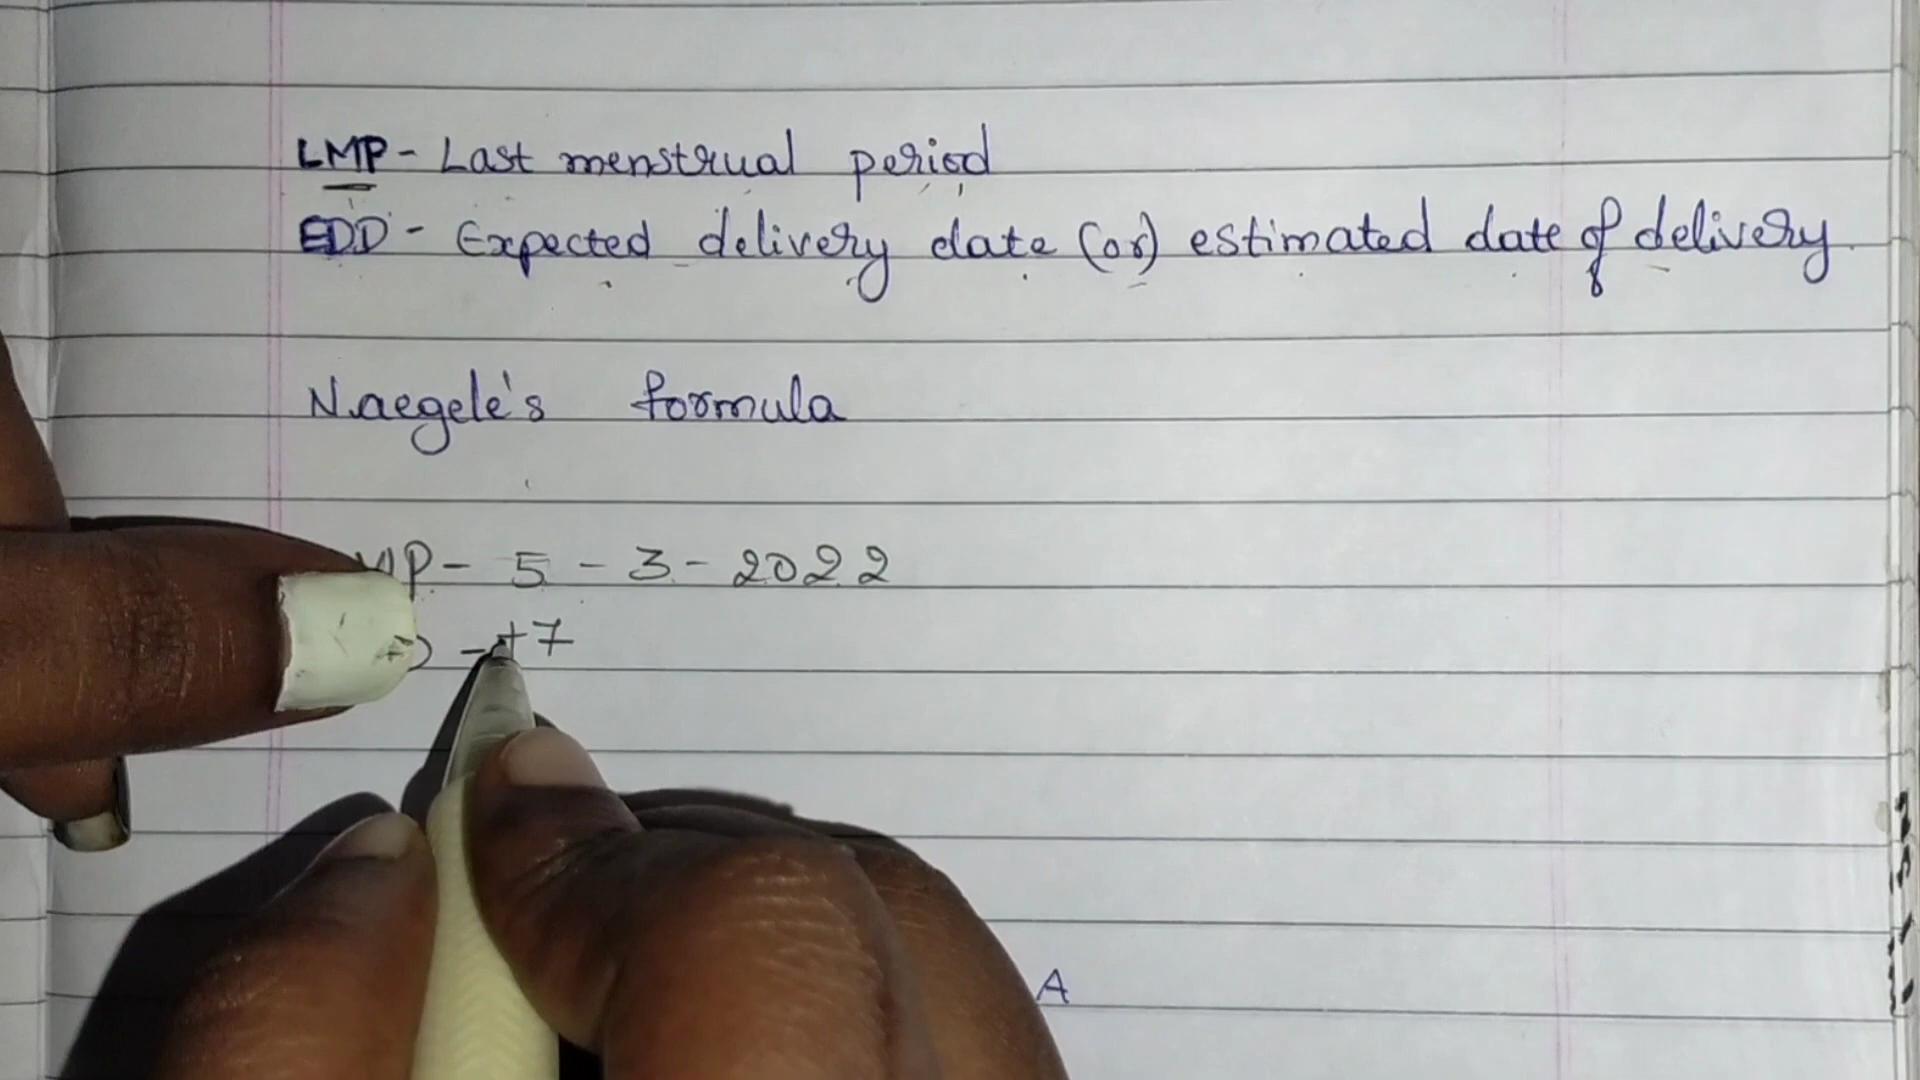 LMP - Last menstrual period
EDD - Expected delivery date (or) estimated date of delivery
Naegele's formula
MP - 5 - 3 - 2022
D - +7
A